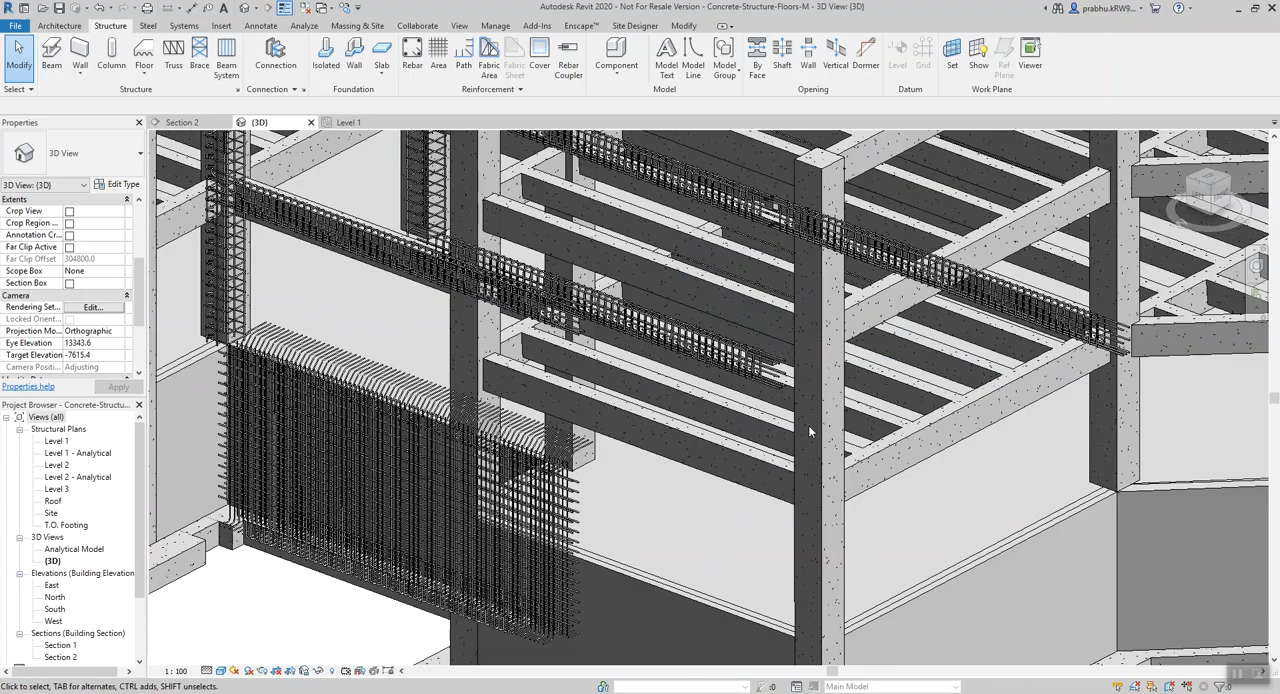 Autodesk Revit 2020 - Not For Resale Version - Concrete-Structure-Floors-M - 3D View: {3D}
prabhu.kRW9...
File Architecture Structure Steel Systems Insert Annotate Analyze Massing & Site Collaborate View Manage Add-Ins Enscape™ Site Designer Modify
Modify Beam Wall Column Floor Truss Brace Beam System Connection Isolated Wall Slab Rebar Area Path Fabric Area Fabric Sheet Cover Rebar Coupler Component Model Text Model Line Model Group By Face Shaft Wall Vertical Dormer Level Grid Set Show Ref Plane Viewer
Select Structure Connection Foundation Reinforcement Model Opening Datum Work Plane
Properties
Section 2 {3D} Level 1
3D View
3D View: {3D} Edit Type
Extents
Crop View
Crop Region ...
Annotation Cr...
Far Clip Active
Far Clip Offset 304800.0
Scope Box None
Section Box
Camera
Rendering Set... Edit...
Locked Orient...
Projection Mo... Orthographic
Eye Elevation 13343.6
Target Elevation -7615.4
Camera Positi... Adjusting
Properties help Apply
Project Browser - Concrete-Structu...
Views (all)
Structural Plans
Level 1
Level 1 - Analytical
Level 2
Level 2 - Analytical
Level 3
Roof
Site
T.O. Footing
3D Views
Analytical Model
{3D}
Elevations (Building Elevation
East
North
South
West
Sections (Building Section)
Section 1
Section 2
1 : 100
Click to select, TAB for alternates, CTRL adds, SHIFT unselects.
:0 Main Model :0